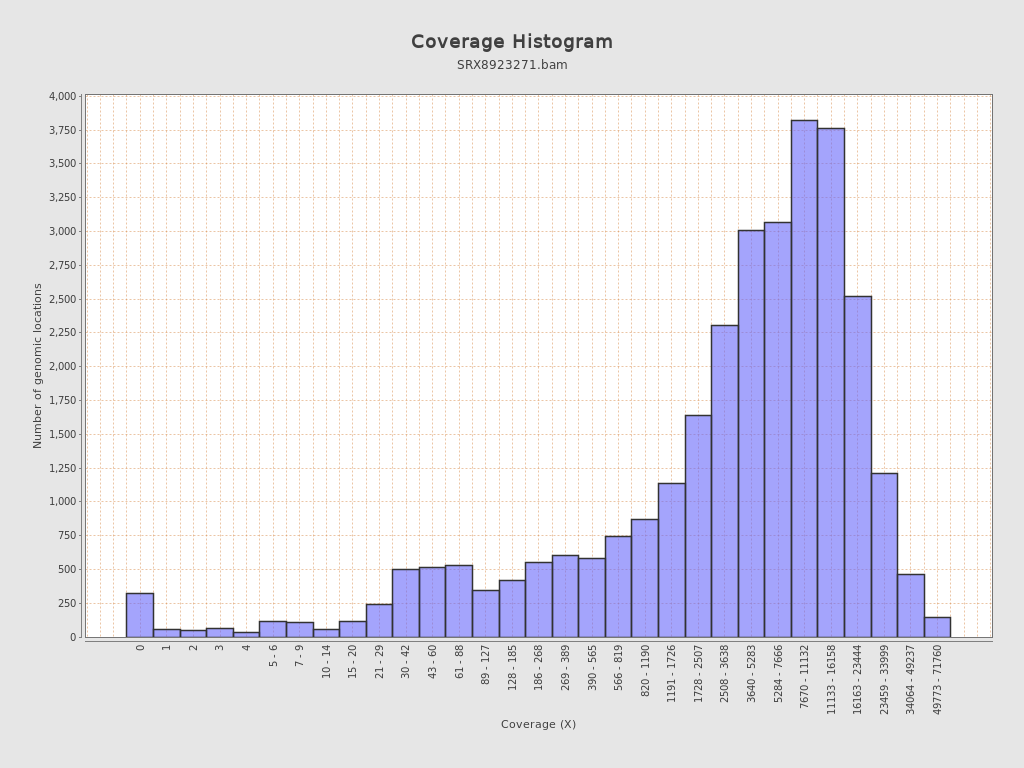 Coverage Histogram
SRX8923271.bam
4,000
3,750
3,500
3,250
3,000
2,750
2,500
2,250
2,000
1,750
1,500
1,250
1,000
750
500
250
0
Number of genomic locations
0
1
2
3
4
5 - 6
7 - 9
10 - 14
15 - 20
21 - 29
30 - 42
43 - 60
61 - 88
89 - 127
128 - 185
186 - 268
269 - 389
390 - 565
566 - 819
820 - 1190
1191 - 1726
1728 - 2507
2508 - 3638
3640 - 5283
5284 - 7666
7670 - 11132
11133 - 16158
16163 - 23444
23459 - 33999
34064 - 49237
49773 - 71760
Coverage (X)